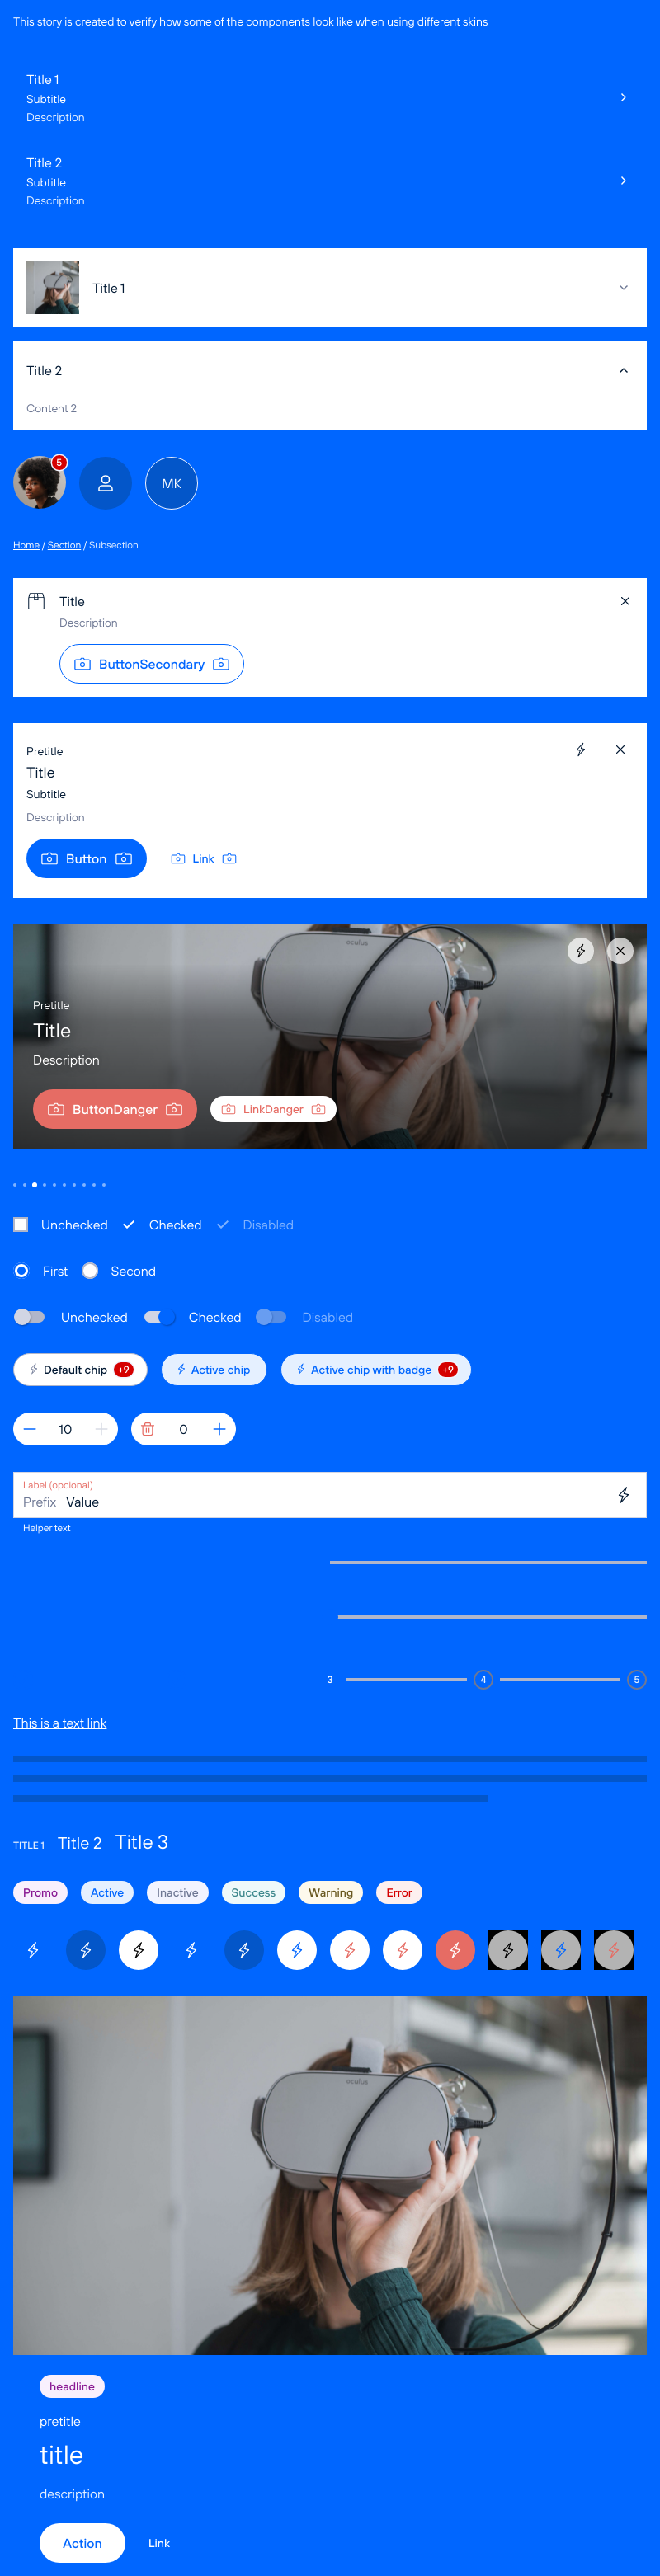 This story is created to verify how some of the components look like when using different skins
Title 1
Subtitle
Description
Title 2
Subtitle
Description
Title 1
Title 2
Content 2
5
MK
Home / Section / Subsection
Title
Description
ButtonSecondary
Pretitle
Title
Subtitle
Description
Button Link
oculus
Pretitle
Title
Description
ButtonDanger LinkDanger
Unchecked Checked Disabled
First Second
Unchecked Checked Disabled
Default chip +9 Active chip Active chip with badge +9
10 0
Label (opcional)
Prefix Value
Helper text
3 4 5
This is a text link
TITLE 1 Title 2 Title 3
Promo Active Inactive Success Warning Error
oculus
headline
pretitle
title
description
Action Link